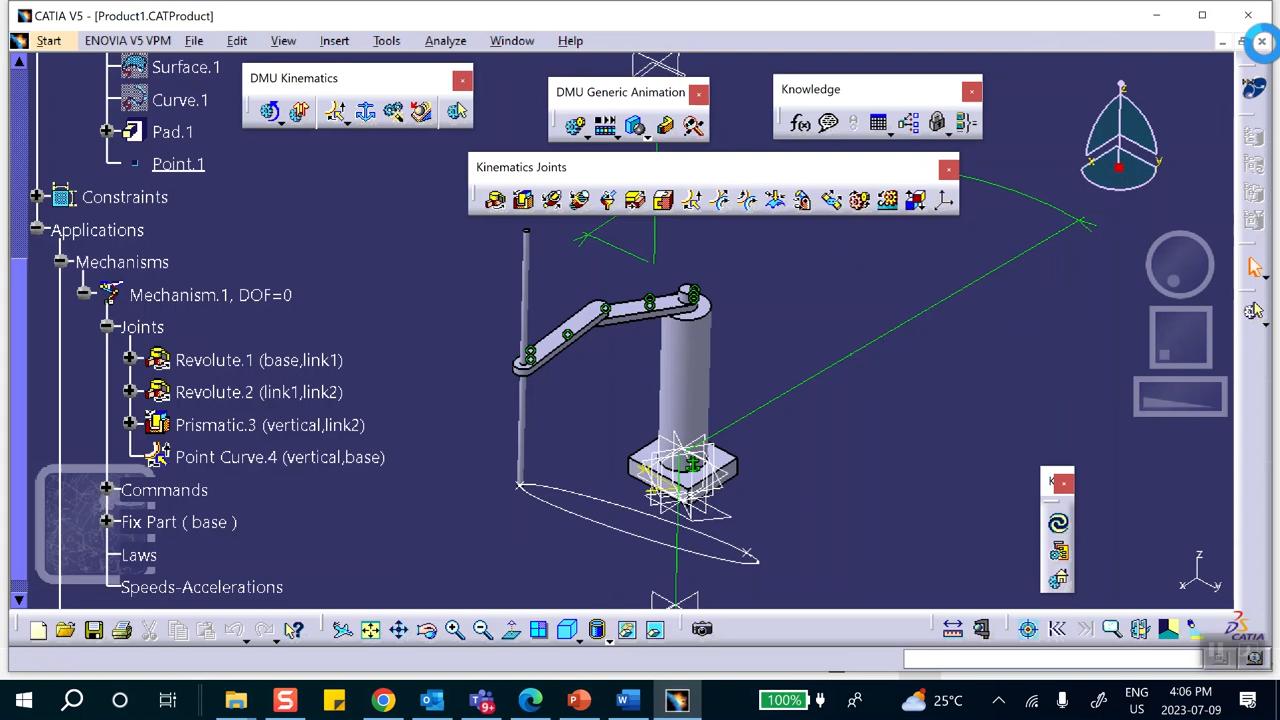 CATIA V5 - [Product1.CATProduct]
Start ENOVIA V5 VPM File Edit View Insert Tools Analyze Window Help
Surface.1
DMU Kinematics
DMU Generic Animation
Knowledge
Curve.1
f(x)
Pad.1
Point.1
Kinematics Joints
Constraints
Applications
Mechanisms
Mechanism.1, DOF=0
Joints
Revolute.1 (base,link1)
Revolute.2 (link1,link2)
Prismatic.3 (vertical,link2)
Point Curve.4 (vertical,base)
Commands
Fix Part ( base )
Laws
Speeds-Accelerations
z
x
y
z
x
y
CATIA
100%
25°C
ENG
US
4:06 PM
2023-07-09